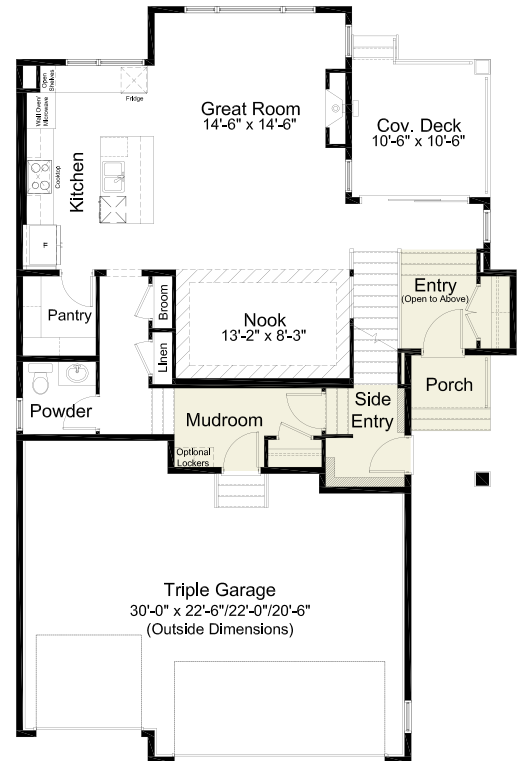 Open
Shelves
Fridge
Wall Oven/
Microwave
Great Room
14'-6" x 14'-6"
Cov. Deck
10'-6" x 10'-6"
Cooktop
Kitchen
F
Entry
(Open to Above)
Pantry
Broom
Nook
13'-2" x 8'-3"
Linen
Porch
Powder
Mudroom
Side
Entry
Optional
Lockers
Triple Garage
30'-0" x 22'-6"/22'-0"/20'-6"
(Outside Dimensions)